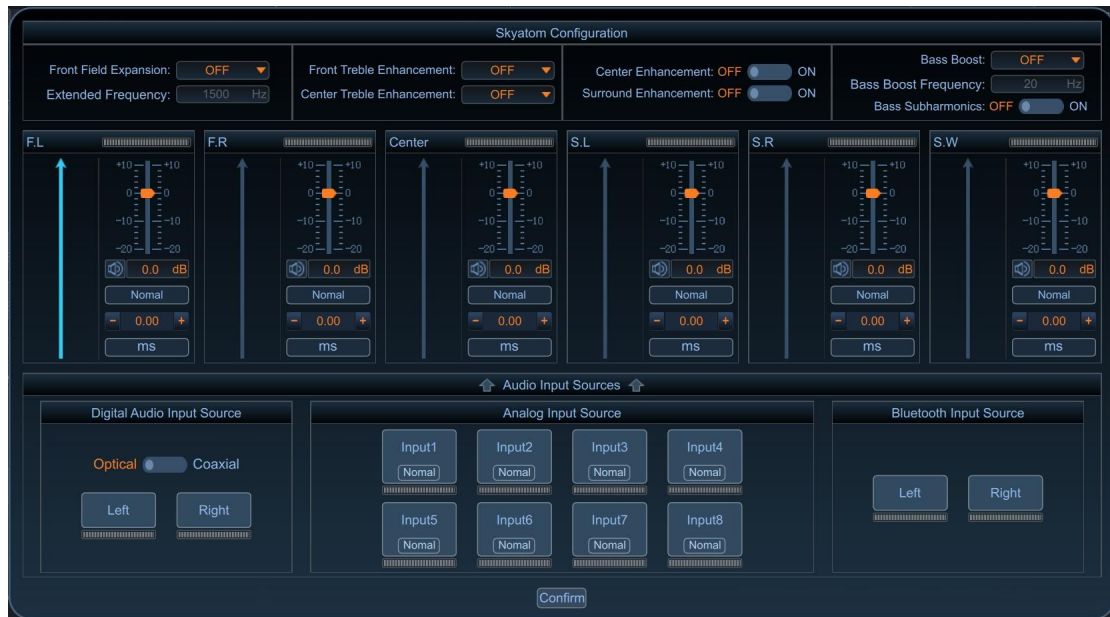 Skyatom Configuration
Front Field Expansion: OFF
Extended Frequency: 1500 Hz
Front Treble Enhancement: OFF
Center Treble Enhancement: OFF
Center Enhancement: OFF ON
Surround Enhancement: OFF ON
Bass Boost: OFF
Bass Boost Frequency: 20 Hz
Bass Subharmonics: OFF ON
F.L
+10 +10
0 0
-10 -10
-20 -20
0.0 dB
Nomal
- 0.00 +
ms
F.R
+10 +10
0 0
-10 -10
-20 -20
0.0 dB
Nomal
- 0.00 +
ms
Center
+10 +10
0 0
-10 -10
-20 -20
0.0 dB
Nomal
- 0.00 +
ms
S.L
+10 +10
0 0
-10 -10
-20 -20
0.0 dB
Nomal
- 0.00 +
ms
S.R
+10 +10
0 0
-10 -10
-20 -20
0.0 dB
Nomal
- 0.00 +
ms
S.W
+10 +10
0 0
-10 -10
-20 -20
0.0 dB
Nomal
- 0.00 +
ms
Audio Input Sources
Digital Audio Input Source
Optical Coaxial
Left Right
Analog Input Source
Input1 Input2 Input3 Input4
Normal Normal Normal Normal
Input5 Input6 Input7 Input8
Normal Normal Normal Normal
Bluetooth Input Source
Left Right
Confirm